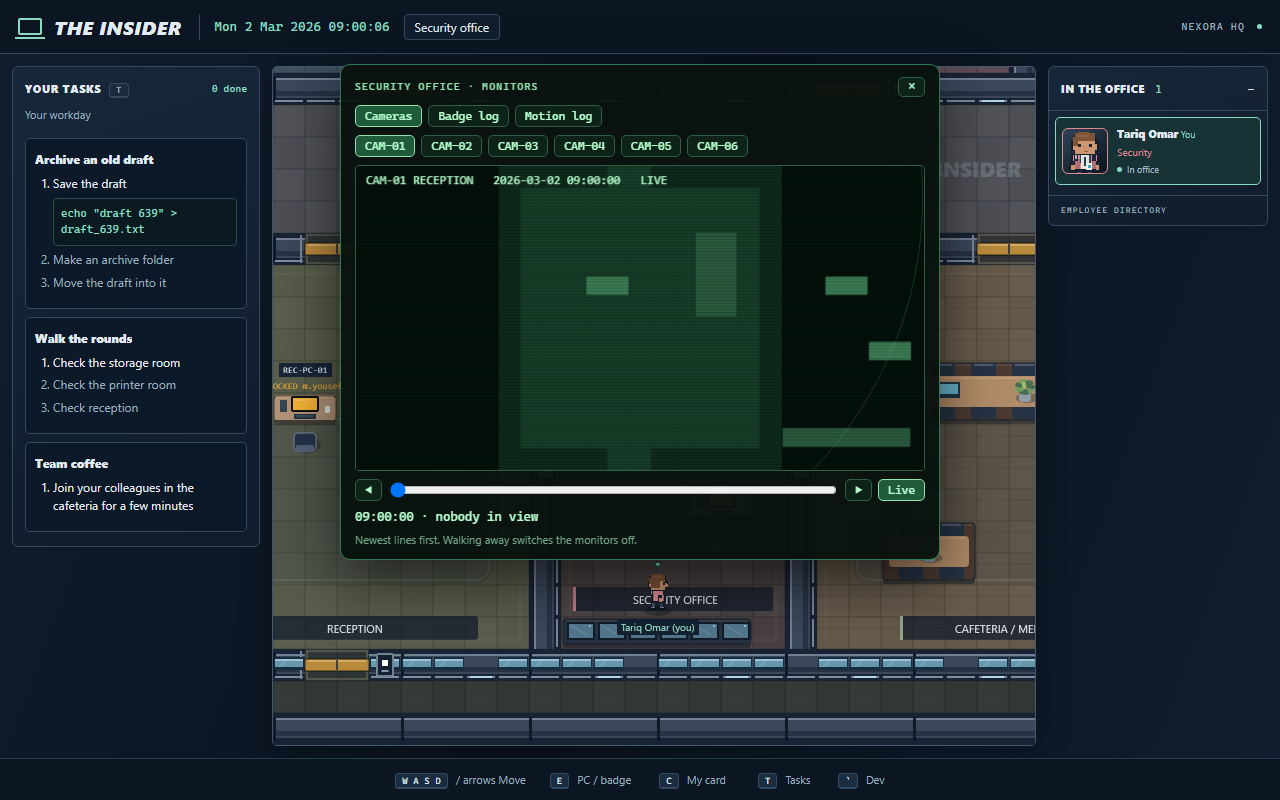 THE INSIDER
Mon 2 Mar 2026 09:00:06
Security office
NEXORA HQ
YOUR TASKS T
0 done
Your workday
Archive an old draft
1. Save the draft
echo "draft 639" >
draft_639.txt
2. Make an archive folder
3. Move the draft into it
Walk the rounds
1. Check the storage room
2. Check the printer room
3. Check reception
Team coffee
1. Join your colleagues in the
cafeteria for a few minutes
SECURITY OFFICE · MONITORS
×
Cameras
Badge log
Motion log
CAM-01
CAM-02
CAM-03
CAM-04
CAM-05
CAM-06
CAM-01 RECEPTION 2026-03-02 09:00:00 LIVE
Live
09:00:00 · nobody in view
Newest lines first. Walking away switches the monitors off.
INSIDER
REC-PC-01
OCKED m.yousef
SECURITY OFFICE
Tariq Omar (you)
RECEPTION
CAFETERIA / MEE
IN THE OFFICE 1
–
Tariq Omar You
Security
In office
EMPLOYEE DIRECTORY
W A S D / arrows Move
E PC / badge
C My card
T Tasks
` Dev